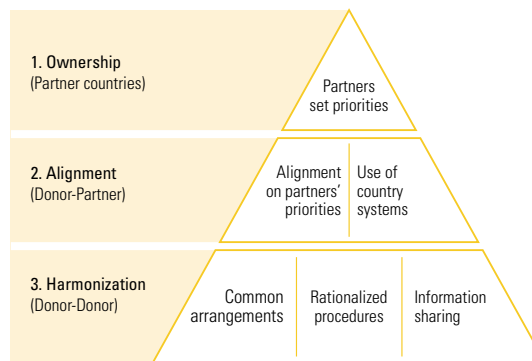 1. Ownership
(Partner countries)
Partners
set priorities
2. Alignment
(Donor-Partner)
Alignment
on partners’
priorities
Use of
country
systems
3. Harmonization
(Donor-Donor)
Common
arrangements
Rationalized
procedures
Information
sharing